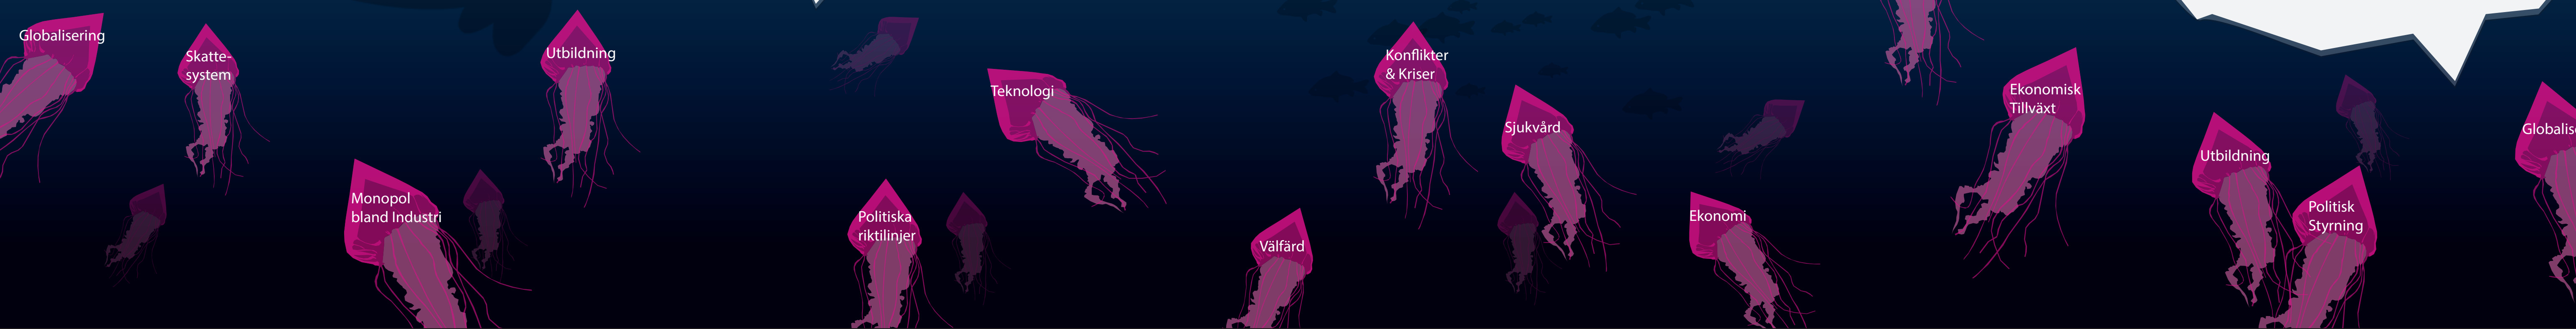 Globalisering
Skatte-
system
Utbildning
Monopol
bland Industri
Teknologi
Politiska
riktilinjer
Välfärd
Konflikter
& Kriser
Sjukvård
Ekonomi
Ekonomisk
Tillväxt
Utbildning
Politisk
Styrning
Globalise